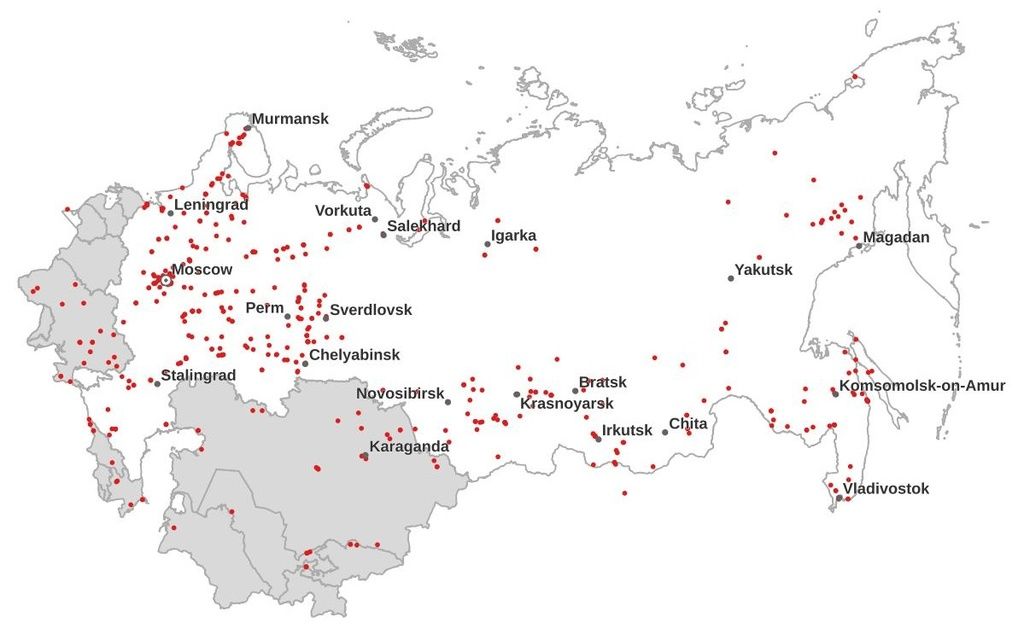 Murmansk
Leningrad
Vorkuta
Salekhard
Igarka
Magadan
Moscow
Yakutsk
Perm
Sverdlovsk
Chelyabinsk
Stalingrad
Novosibirsk
Bratsk
Krasnoyarsk
Komsomolsk-on-Amur
Irkutsk
Chita
Karaganda
Vladivostok